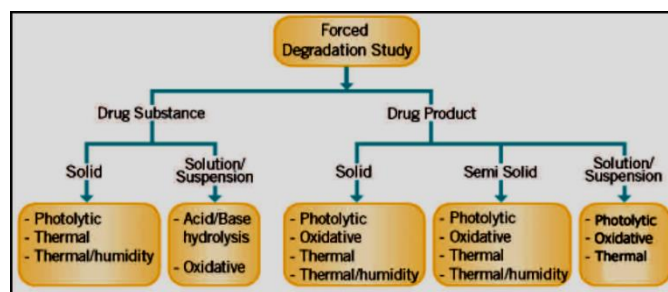 Forced
Degradation Study
Drug Substance
Drug Product
Solid
Solution/
Suspension
Solid
Semi Solid
Solution/
Suspension
- Photolytic
- Thermal
- Thermal/humidity
- Acid/Base
hydrolysis
- Oxidative
- Photolytic
- Oxidative
- Thermal
- Thermal/humidity
- Photolytic
- Oxidative
- Thermal
- Thermal/humidity
- Photolytic
- Oxidative
- Thermal